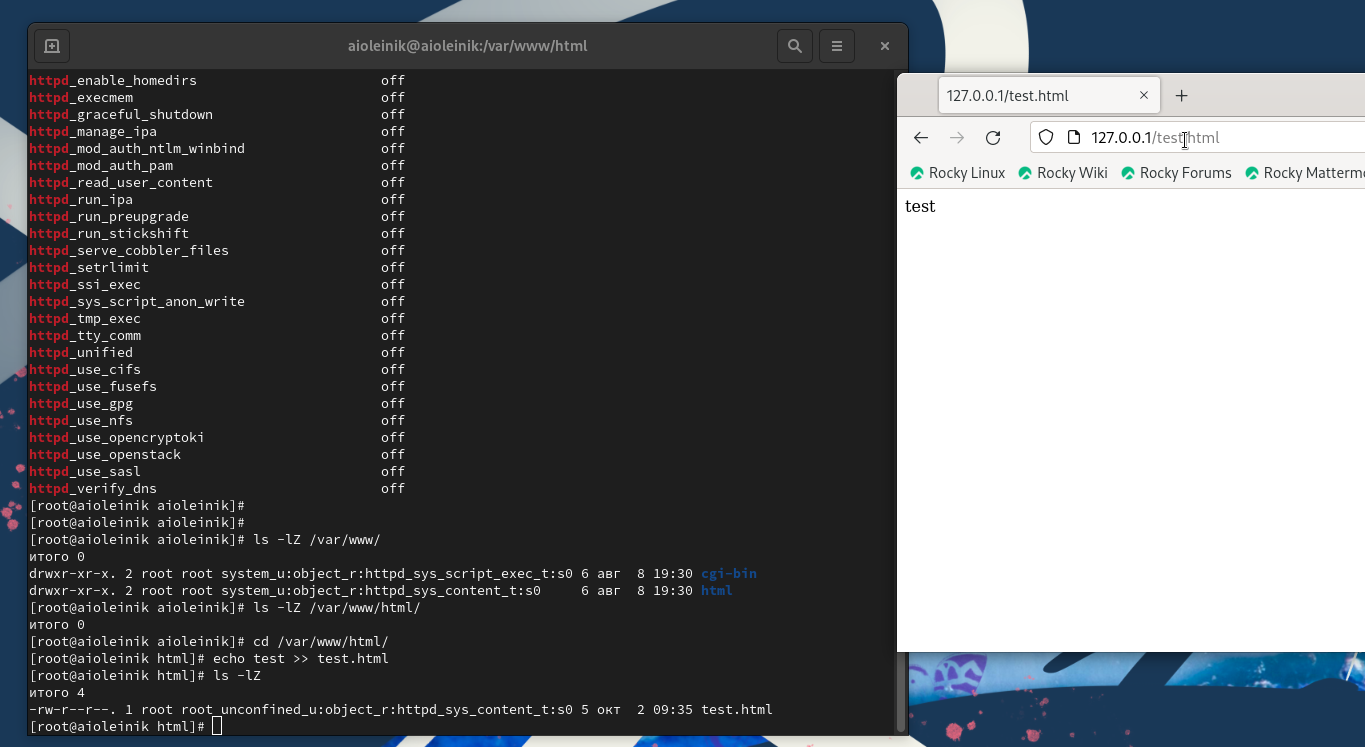 aioleinik@aioleinik:/var/www/html
httpd_enable_homedirs                       off
httpd_execmem                               off
httpd_graceful_shutdown                     off
httpd_manage_ipa                            off
httpd_mod_auth_ntlm_winbind                 off
httpd_mod_auth_pam                          off
httpd_read_user_content                     off
httpd_run_ipa                               off
httpd_run_preupgrade                        off
httpd_run_stickshift                        off
httpd_serve_cobbler_files                   off
httpd_setrlimit                             off
httpd_ssi_exec                              off
httpd_sys_script_anon_write                 off
httpd_tmp_exec                              off
httpd_tty_comm                              off
httpd_unified                               off
httpd_use_cifs                              off
httpd_use_fusefs                            off
httpd_use_gpg                               off
httpd_use_nfs                               off
httpd_use_opencryptoki                      off
httpd_use_openstack                         off
httpd_use_sasl                              off
httpd_verify_dns                            off
[root@aioleinik aioleinik]#
[root@aioleinik aioleinik]#
[root@aioleinik aioleinik]# ls -lZ /var/www/
итого 0
drwxr-xr-x. 2 root root system_u:object_r:httpd_sys_script_exec_t:s0 6 авг  8 19:30 cgi-bin
drwxr-xr-x. 2 root root system_u:object_r:httpd_sys_content_t:s0     6 авг  8 19:30 html
[root@aioleinik aioleinik]# ls -lZ /var/www/html/
итого 0
[root@aioleinik aioleinik]# cd /var/www/html/
[root@aioleinik html]# echo test >> test.html
[root@aioleinik html]# ls -lZ
итого 4
-rw-r--r--. 1 root root unconfined_u:object_r:httpd_sys_content_t:s0 5 окт  2 09:35 test.html
[root@aioleinik html]#
127.0.0.1/test.html
127.0.0.1/test.html
Rocky Linux Rocky Wiki Rocky Forums Rocky
test